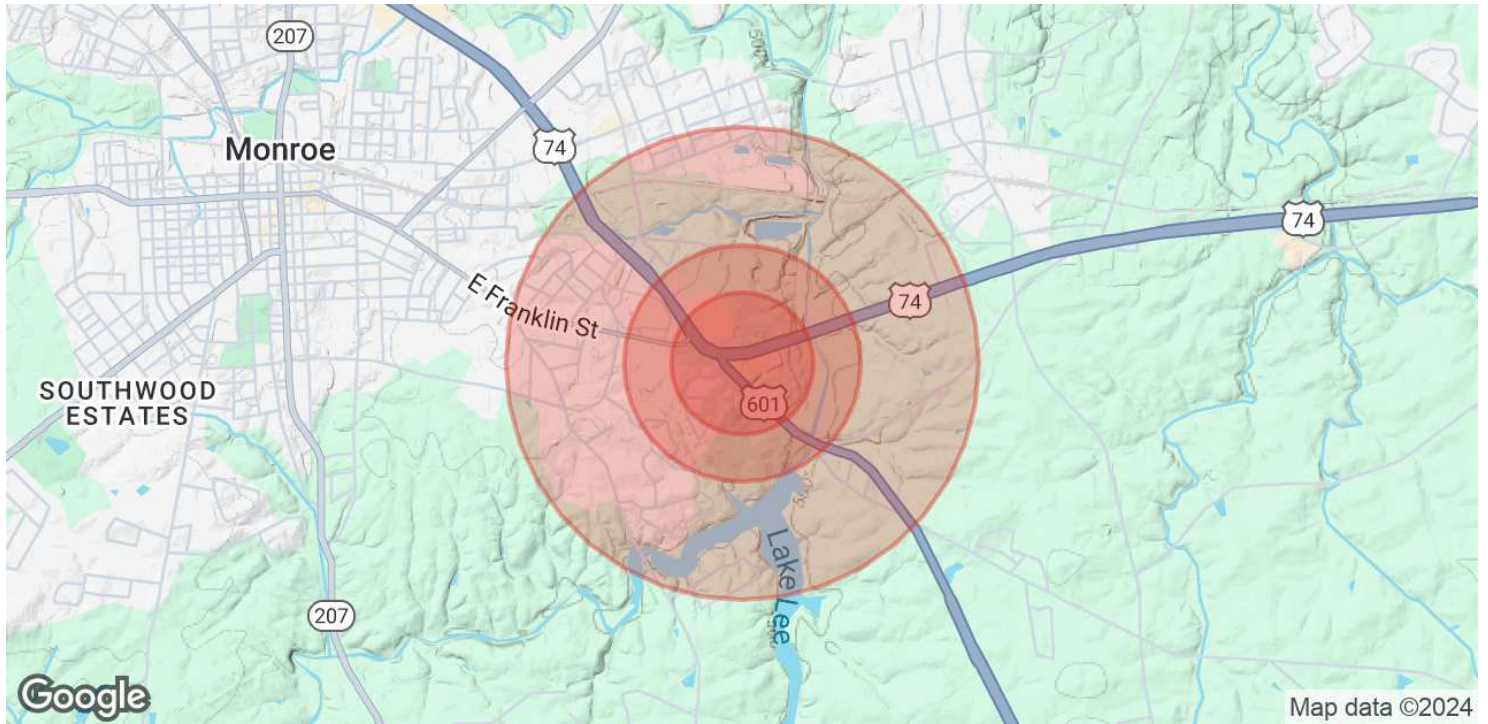 207
Monroe
74
74
E Franklin St
74
SOUTHWOOD
ESTATES
601
Lake Lee
207
Google
Map data ©2024